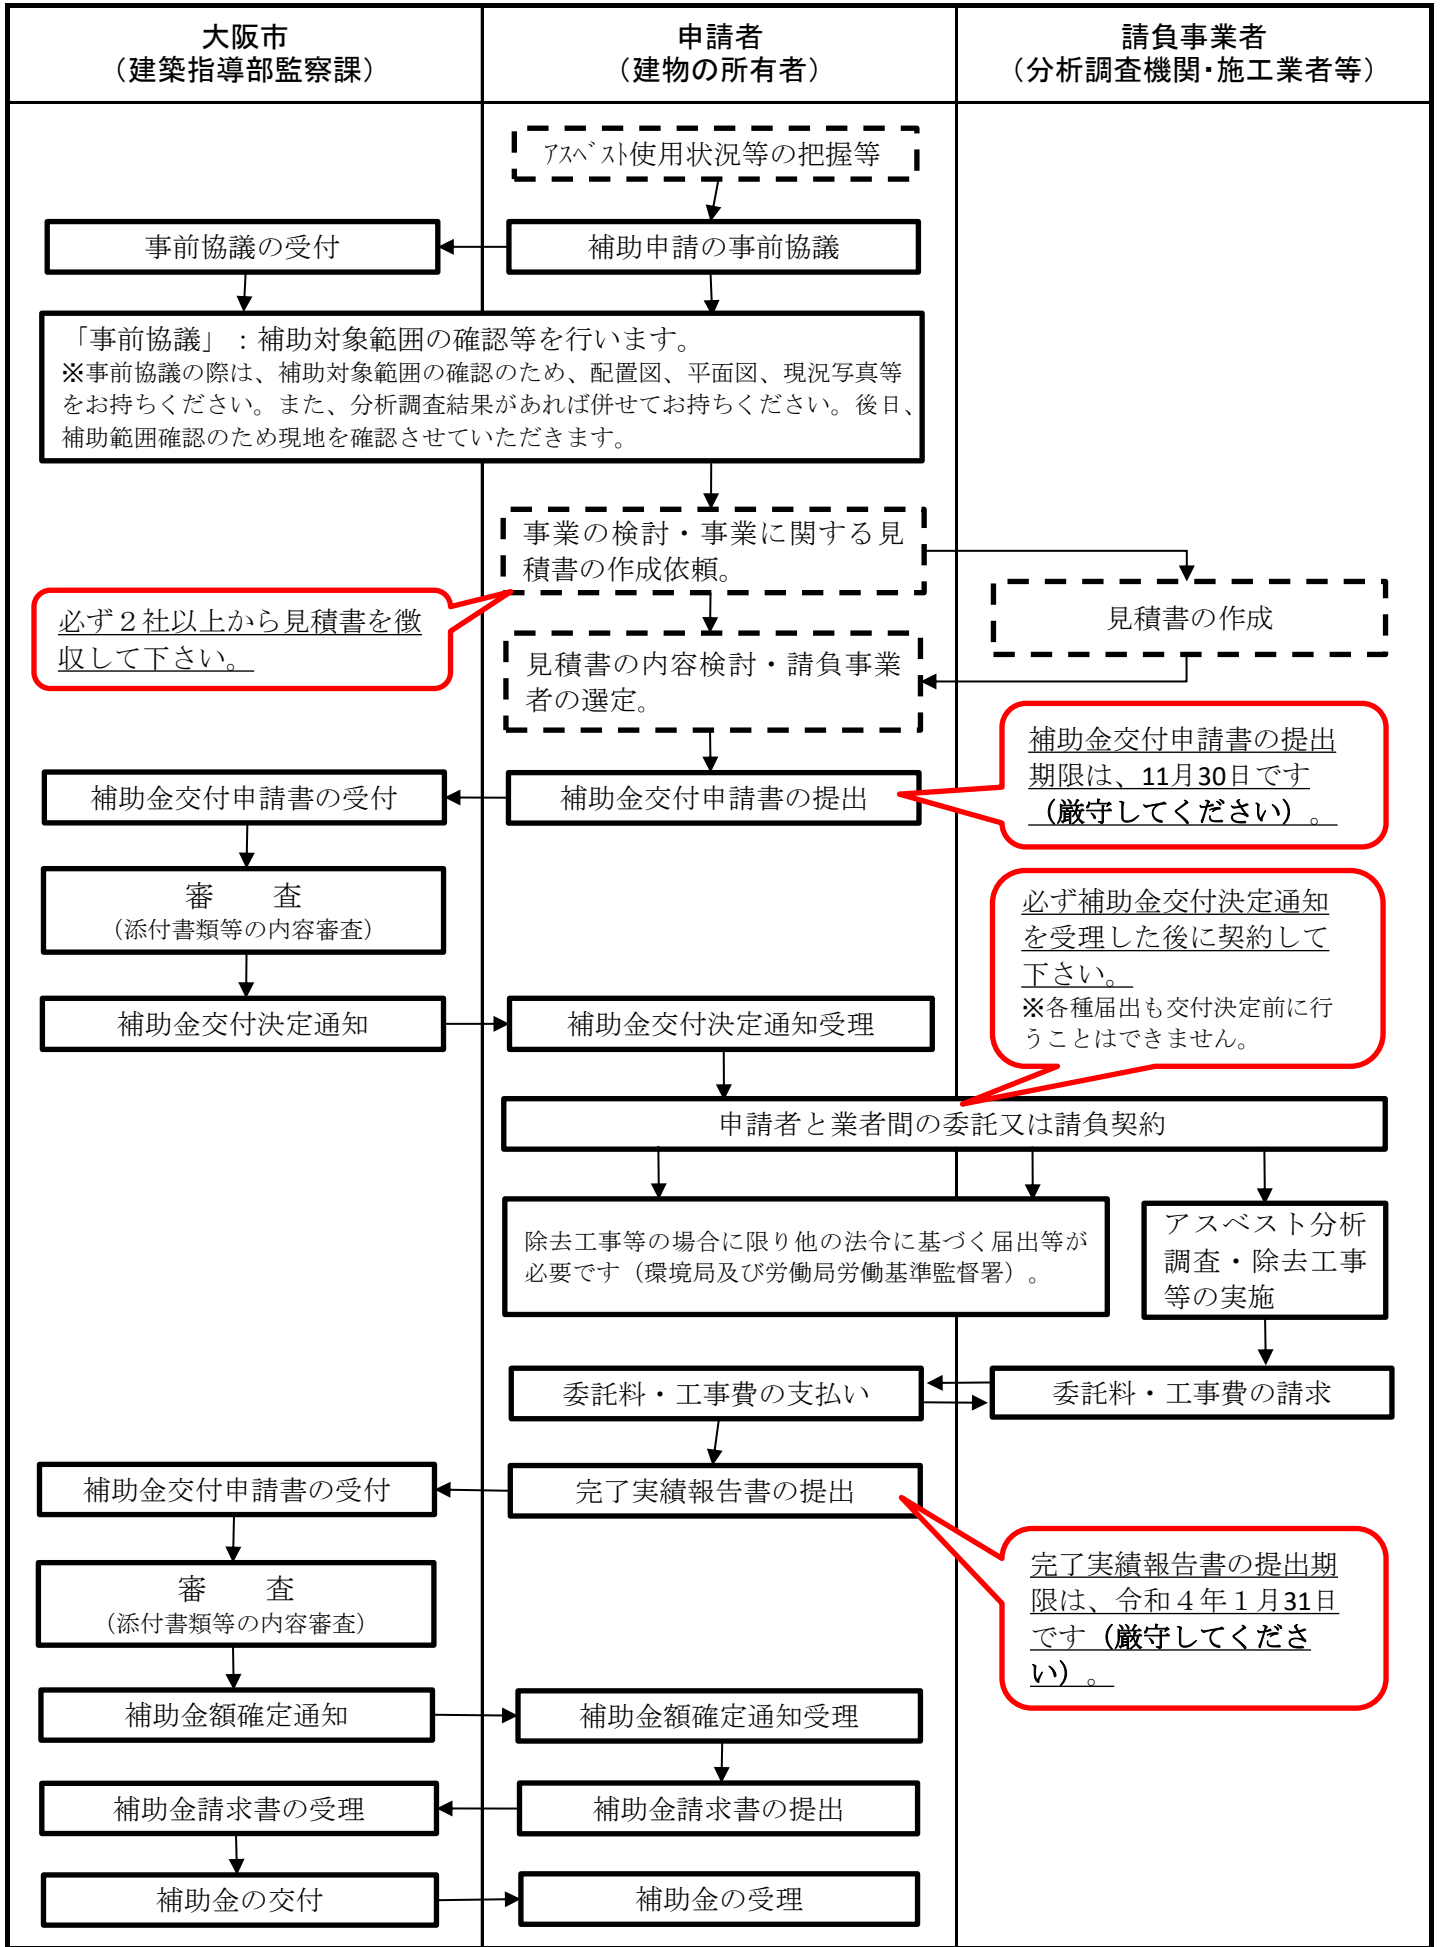 大阪市
（建築指導部監察課）
申請者
（建物の所有者）
請負事業者
（分析調査機関・施工業者等）
ｱｽﾍﾞｽﾄ使用状況等の把握等
事前協議の受付
補助申請の事前協議
「事前協議」：補助対象範囲の確認等を行います。
※事前協議の際は、補助対象範囲の確認のため、配置図、平面図、現況写真等
をお持ちください。また、分析調査結果があれば併せてお持ちください。後日、
補助範囲確認のため現地を確認させていただきます。
事業の検討・事業に関する見
積書の作成依頼。
必ず２社以上から見積書を徴
収して下さい。
見積書の作成
見積書の内容検討・請負事業
者の選定。
補助金交付申請書の提出
期限は、11月30日です
（厳守してください）。
補助金交付申請書の受付
補助金交付申請書の提出
審　　査
（添付書類等の内容審査）
必ず補助金交付決定通知
を受理した後に契約して
下さい。
※各種届出も交付決定前に行
うことはできません。
補助金交付決定通知
補助金交付決定通知受理
申請者と業者間の委託又は請負契約
除去工事等の場合に限り他の法令に基づく届出等が
必要です（環境局及び労働局労働基準監督署）。
アスベスト分析
調査・除去工事
等の実施
委託料・工事費の支払い
委託料・工事費の請求
補助金交付申請書の受付
完了実績報告書の提出
完了実績報告書の提出期
限は、令和４年１月31日
です（厳守してくださ
い）。
審　　査
（添付書類等の内容審査）
補助金額確定通知
補助金額確定通知受理
補助金請求書の受理
補助金請求書の提出
補助金の交付
補助金の受理